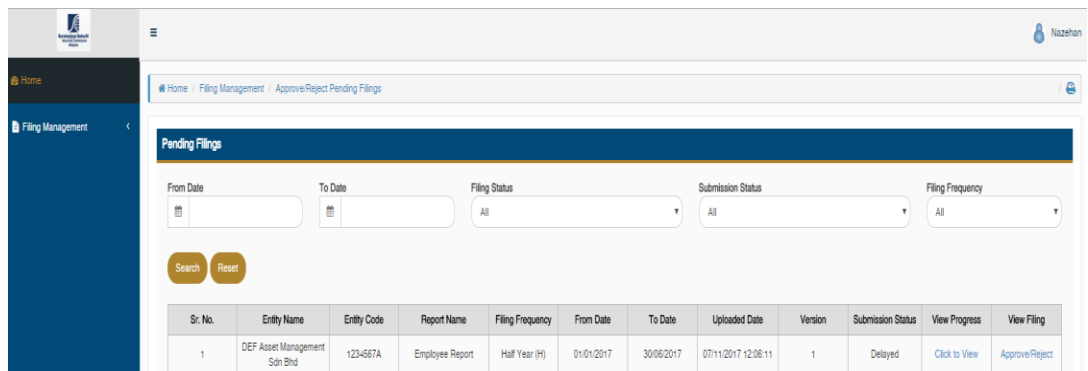 Nazehan
Home
Home / Filing Management / Approve/Reject Pending Filings /
Filing Management
Pending Filings
From Date To Date Filing Status Submission Status Filing Frequency
All All All
Search Reset
Sr. No. Entity Name Entity Code Report Name Filing Frequency From Date To Date Uploaded Date Version Submission Status View Progress View Filing
1 DEF Asset Management Sdn Bhd 1234567A Employee Report Half Year (H) 01/01/2017 30/06/2017 07/11/2017 12:06:11 1 Delayed Click to View Approve/Reject